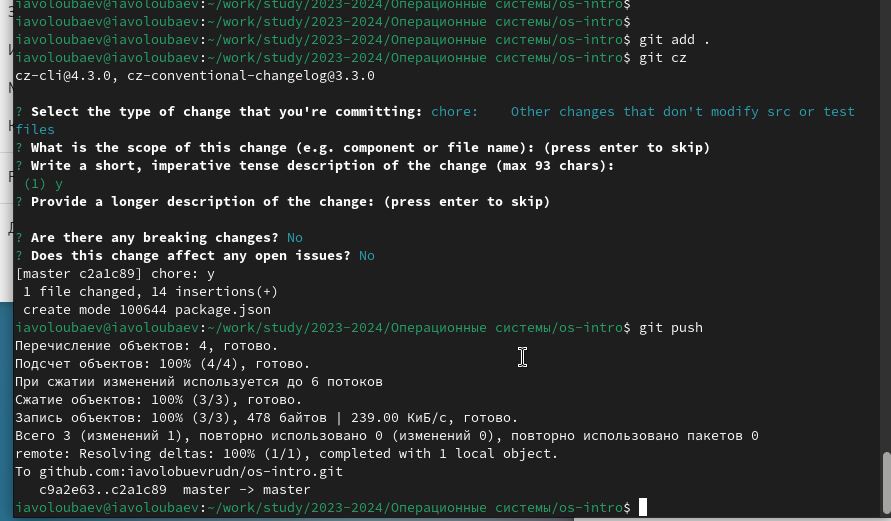 iavoloubaev@iavoloubaev:~/work/study/2023-2024/Операционные системы/os-intro$
iavoloubaev@iavoloubaev:~/work/study/2023-2024/Операционные системы/os-intro$
iavoloubaev@iavoloubaev:~/work/study/2023-2024/Операционные системы/os-intro$ git add .
iavoloubaev@iavoloubaev:~/work/study/2023-2024/Операционные системы/os-intro$ git cz
cz-cli@4.3.0, cz-conventional-changelog@3.3.0
? Select the type of change that you're committing: chore:    Other changes that don't modify src or test
files
? What is the scope of this change (e.g. component or file name): (press enter to skip)
? Write a short, imperative tense description of the change (max 93 chars):
(1) y
? Provide a longer description of the change: (press enter to skip)
? Are there any breaking changes? No
? Does this change affect any open issues? No
[master c2a1c89] chore: y
1 file changed, 14 insertions(+)
create mode 100644 package.json
iavoloubaev@iavoloubaev:~/work/study/2023-2024/Операционные системы/os-intro$ git push
Перечисление объектов: 4, готово.
Подсчет объектов: 100% (4/4), готово.
При сжатии изменений используется до 6 потоков
Сжатие объектов: 100% (3/3), готово.
Запись объектов: 100% (3/3), 478 байтов | 239.00 КиБ/с, готово.
Всего 3 (изменений 1), повторно использовано 0 (изменений 0), повторно использовано пакетов 0
remote: Resolving deltas: 100% (1/1), completed with 1 local object.
To github.com:iavolobuevrudn/os-intro.git
c9a2e63..c2a1c89  master -> master
iavoloubaev@iavoloubaev:~/work/study/2023-2024/Операционные системы/os-intro$